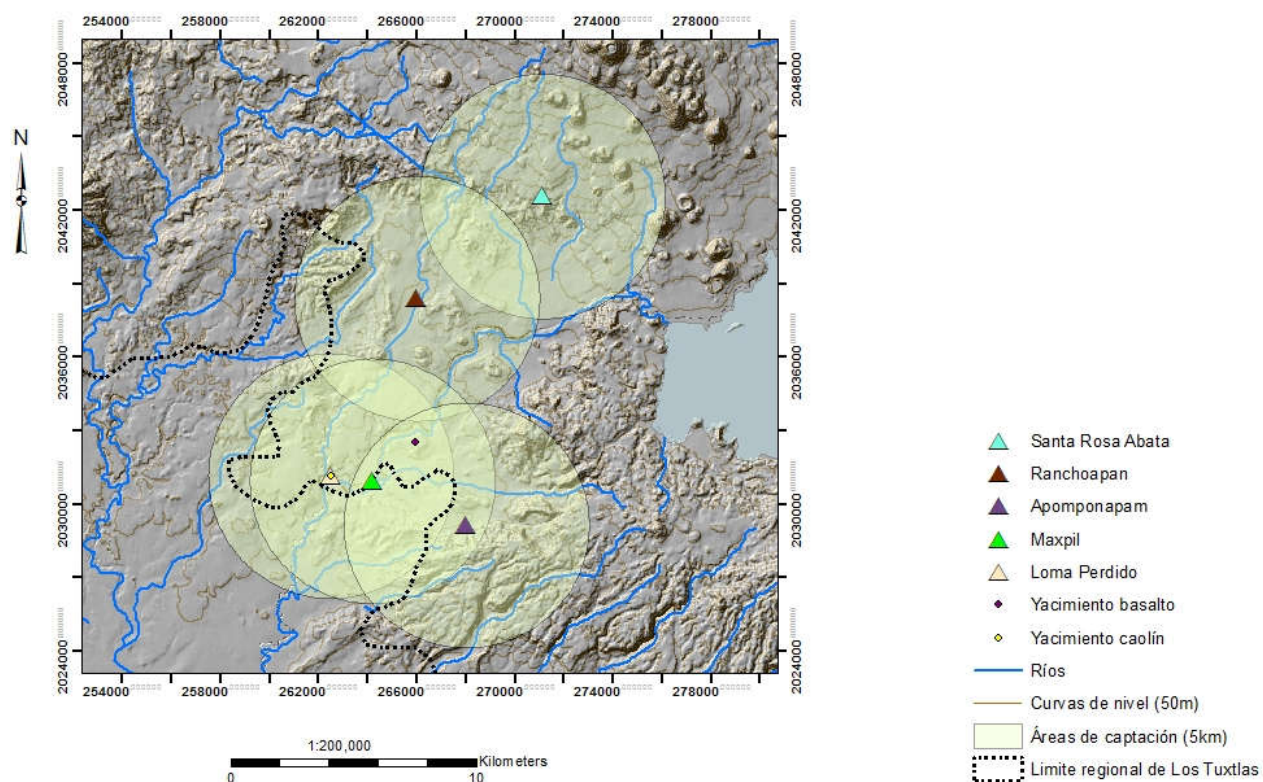 254000 258000 262000 266000 270000 274000 278000
N
2048000 2048000
2042000 2042000
2036000 2036000
2030000 2030000
2024000 2024000
254000 258000 262000 266000 270000 274000 278000
Santa Rosa Abata
Ranchoapan
Apomponapam
Maxpil
Loma Perdido
Yacimiento basalto
Yacimiento caolín
Ríos
Curvas de nivel (50m)
Áreas de captación (5km)
Limite regional de Los Tuxtlas
1:200,000
Kilometers
0 10